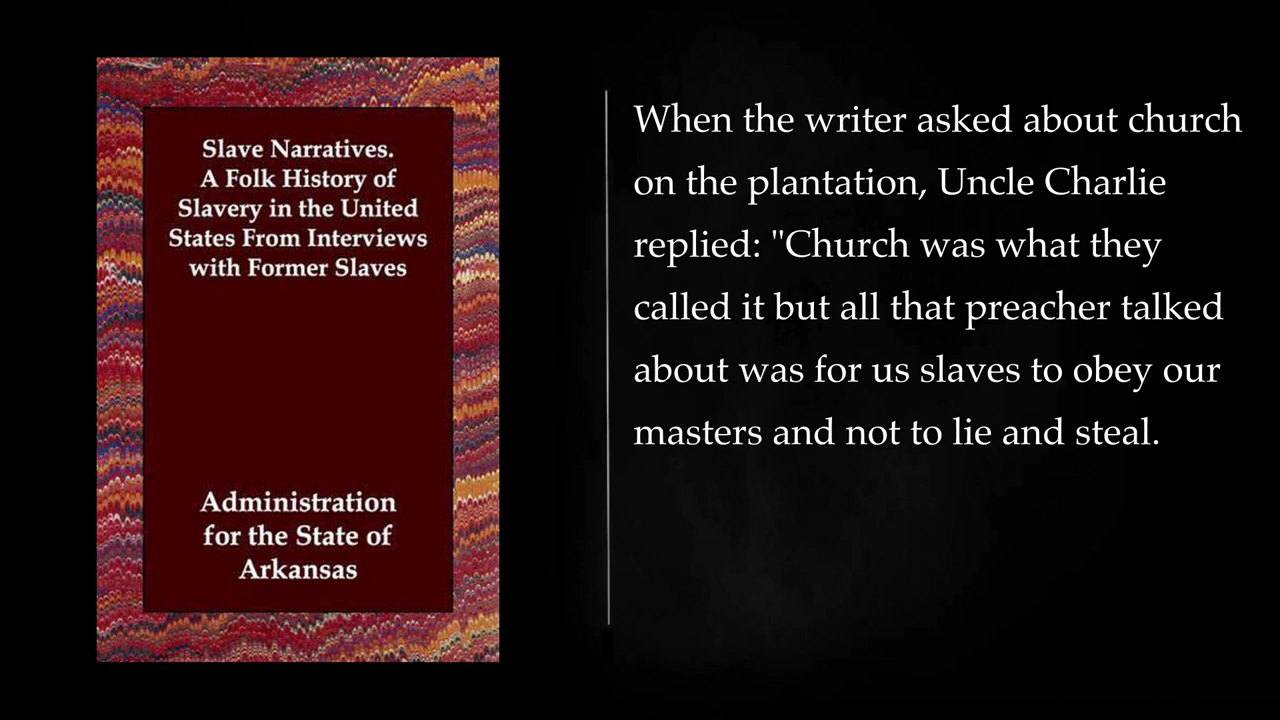 Slave Narratives.
A Folk History of
Slavery in the United
States From Interviews
with Former Slaves
Administration
for the State of
Arkansas
When the writer asked about church
on the plantation, Uncle Charlie
replied: "Church was what they
called it but all that preacher talked
about was for us slaves to obey our
masters and not to lie and steal.